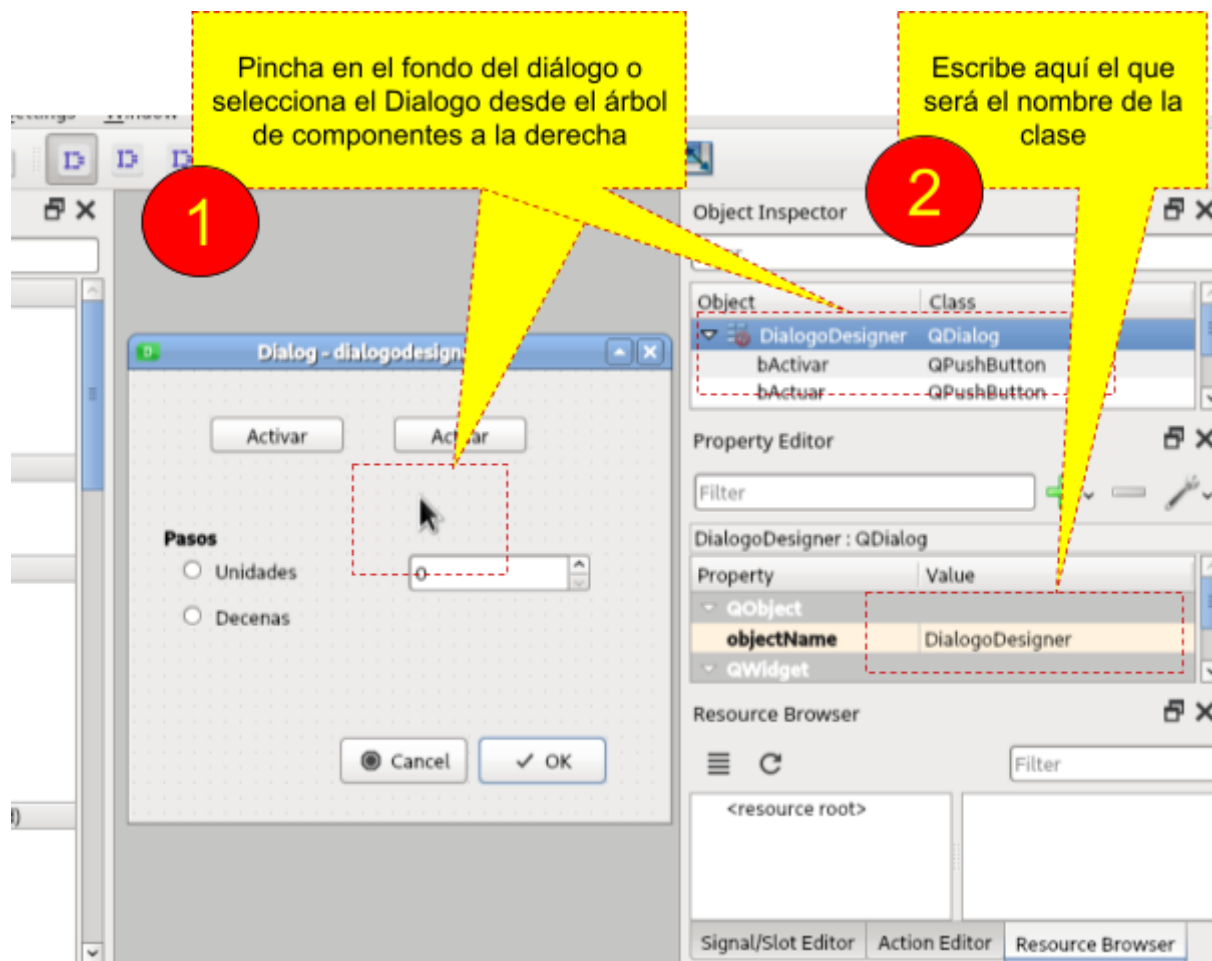 Pincha en el fondo del diálogo o
selecciona el Dialogo desde el árbol
de componentes a la derecha
Escribe aquí el que
será el nombre de la
clase
1
2
Object Inspector
Object Class
DialogoDesigner QDialog
bActivar QPushButton
bActuar QPushButton
Dialog - dialogodesign
Activar
Pasos
Unidades
0
Decenas
Cancel
OK
Property Editor
Filter
DialogoDesigner : QDialog
Property Value
QObject
objectName DialogoDesigner
QWidget
Resource Browser
Filter
<resource root>
Signal/Slot Editor Action Editor Resource Browser